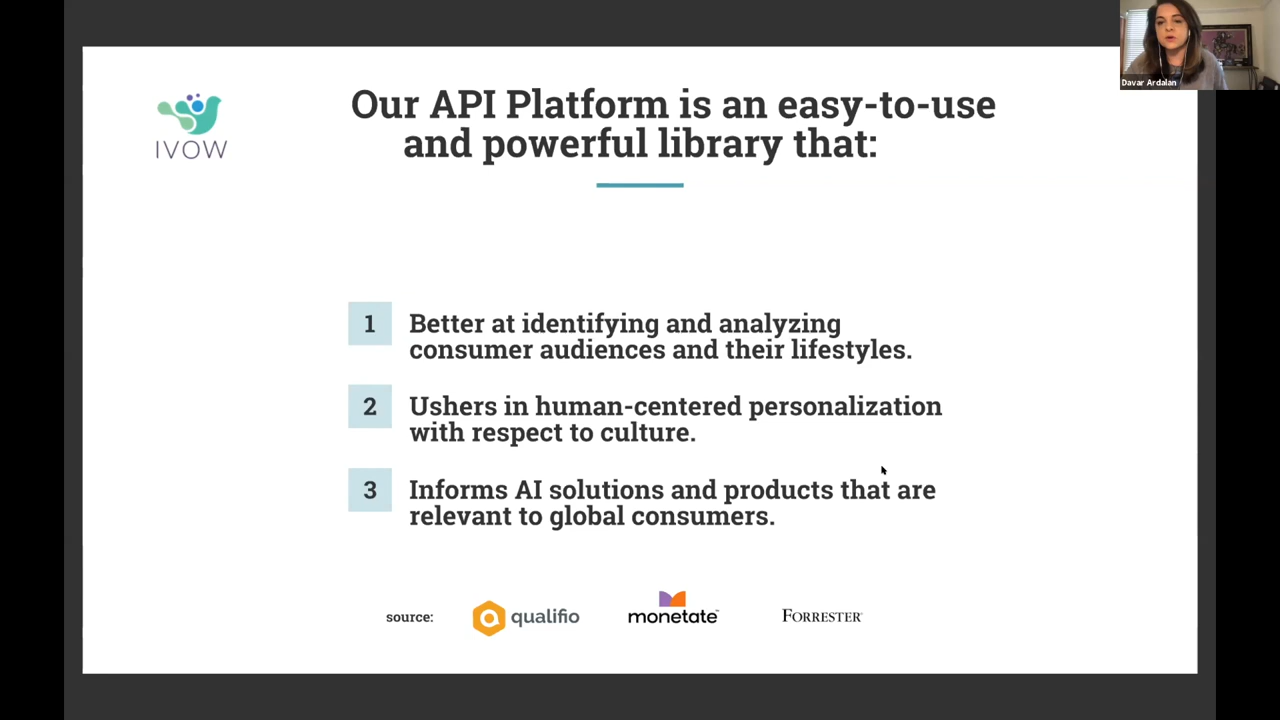 Davar Ardalan
IVOW
Our API Platform is an easy-to-use
and powerful library that:
1
Better at identifying and analyzing
consumer audiences and their lifestyles.
2
Ushers in human-centered personalization
with respect to culture.
3
Informs AI solutions and products that are
relevant to global consumers.
source:
qualifio
monetate™
FORRESTER